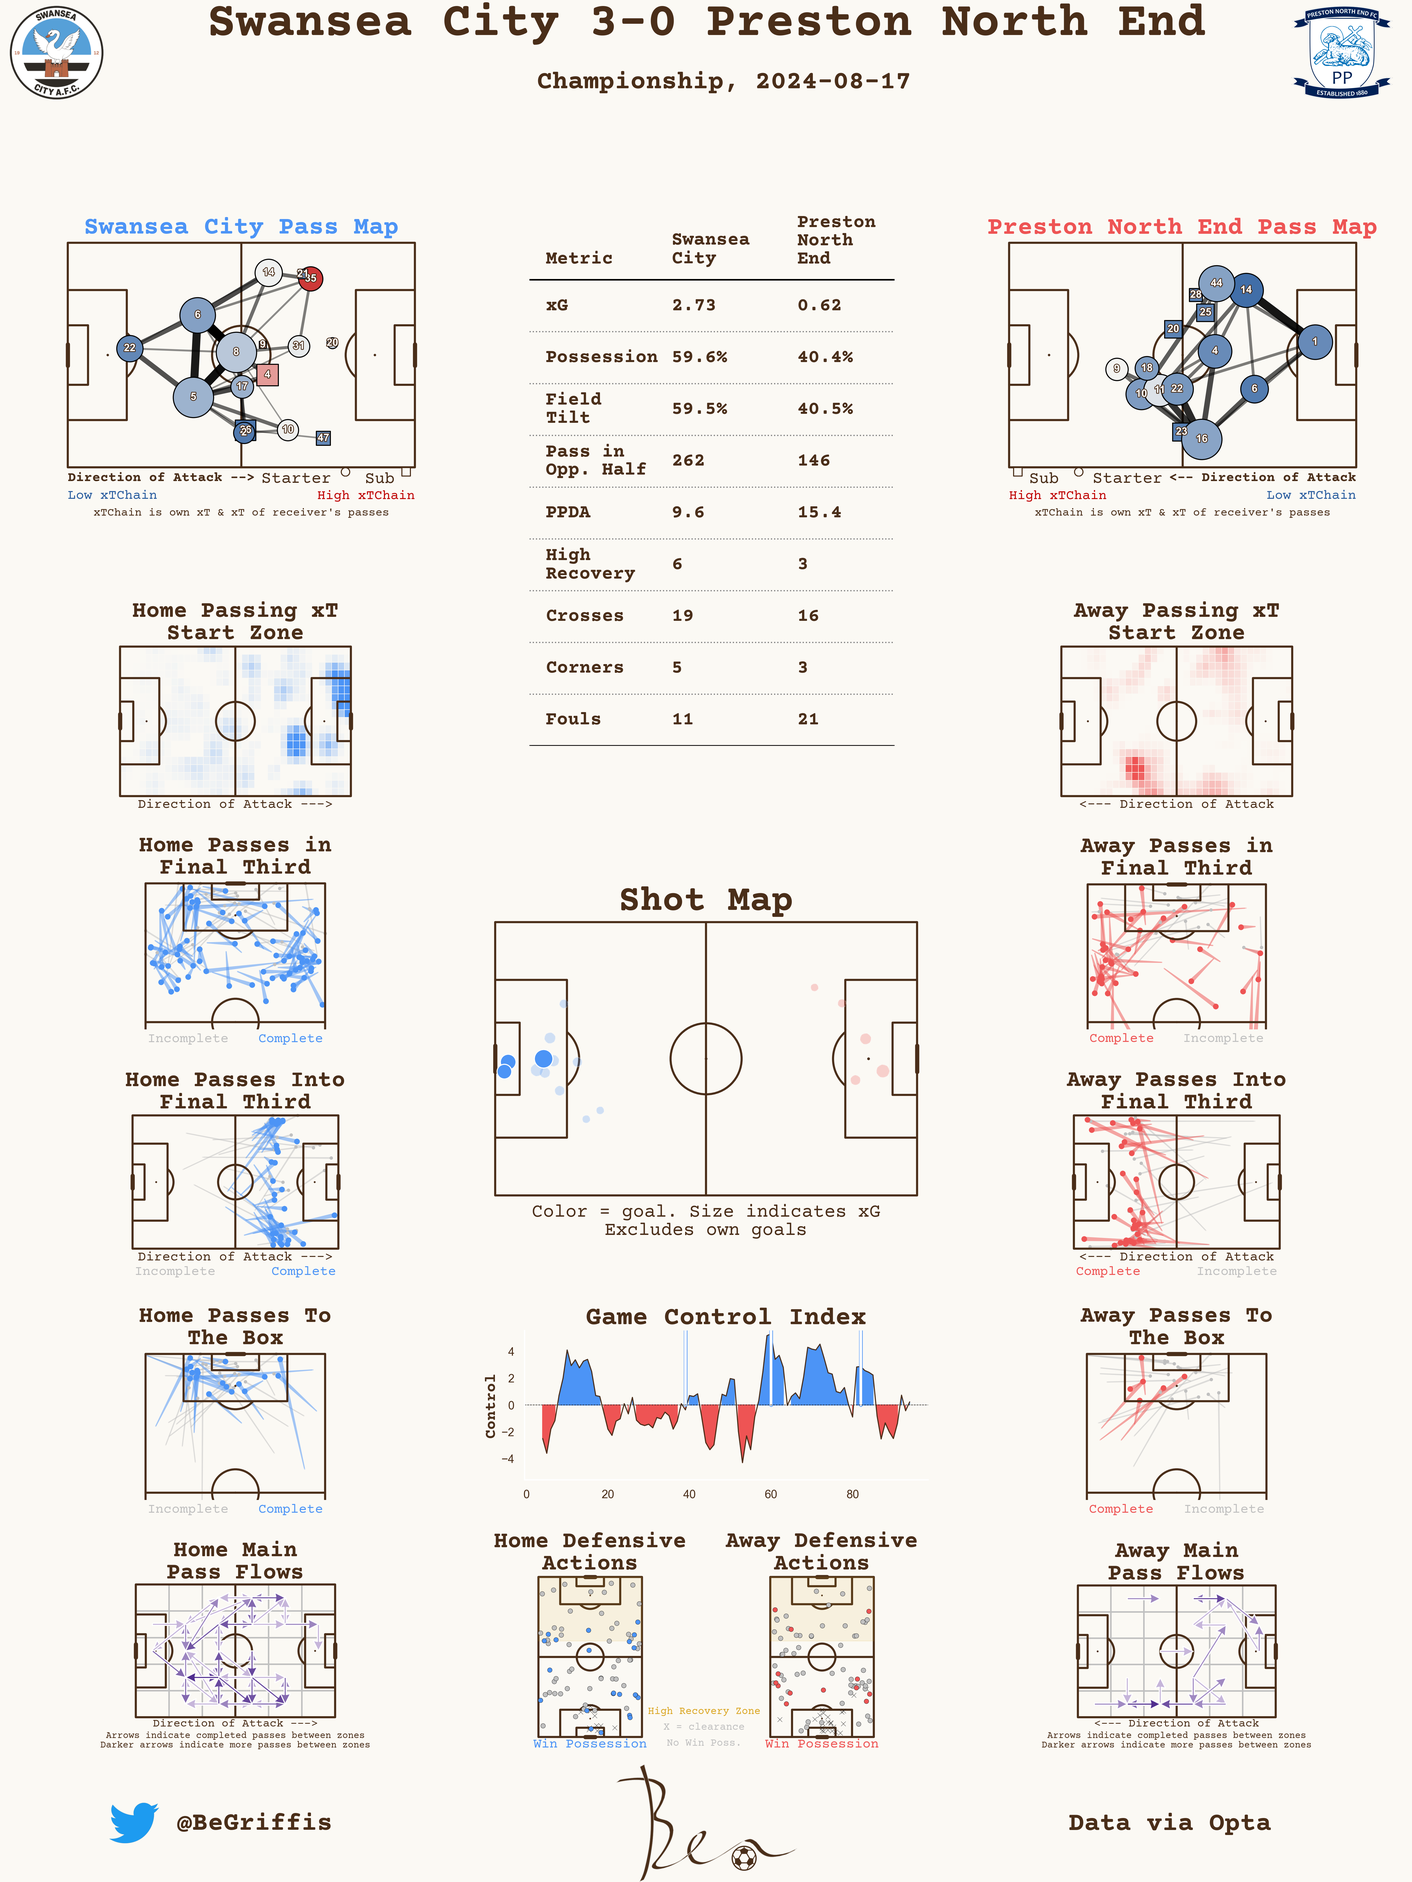 Swansea City 3-0 Preston North End
Championship, 2024-08-17
SWANSEA
CITY A.F.C.
PRESTON NORTH END FC
PP
ESTABLISHED 1880
Swansea City Pass Map
14
21
35
6
22
8
9
31
20
4
17
5
2
10
47
Direction of Attack --> Starter Sub
Low xTChain High xTChain
xTChain is own xT & xT of receiver's passes
Metric Swansea City Preston North End
xG 2.73 0.62
Possession 59.6% 40.4%
Field Tilt 59.5% 40.5%
Pass in Opp. Half 262 146
PPDA 9.6 15.4
High Recovery 6 3
Crosses 19 16
Corners 5 3
Fouls 11 21
Preston North End Pass Map
44
14
28
25
20
1
4
9
18
10
11
22
6
23
16
Sub Starter <-- Direction of Attack
High xTChain Low xTChain
xTChain is own xT & xT of receiver's passes
Home Passing xT
Start Zone
Direction of Attack --->
Away Passing xT
Start Zone
<--- Direction of Attack
Home Passes in
Final Third
Incomplete Complete
Away Passes in
Final Third
Complete Incomplete
Shot Map
Color = goal. Size indicates xG
Excludes own goals
Home Passes Into
Final Third
Direction of Attack --->
Incomplete Complete
Away Passes Into
Final Third
<--- Direction of Attack
Complete Incomplete
Home Passes To
The Box
Incomplete Complete
Game Control Index
Control
4
2
0
−2
−4
0 20 40 60 80
Away Passes To
The Box
Complete Incomplete
Home Main
Pass Flows
Direction of Attack --->
Arrows indicate completed passes between zones
Darker arrows indicate more passes between zones
Home Defensive
Actions
Win Possession
High Recovery Zone
X = clearance
No Win Poss.
Away Defensive
Actions
Win Possession
Away Main
Pass Flows
<--- Direction of Attack
Arrows indicate completed passes between zones
Darker arrows indicate more passes between zones
@BeGriffis
Ben
Data via Opta